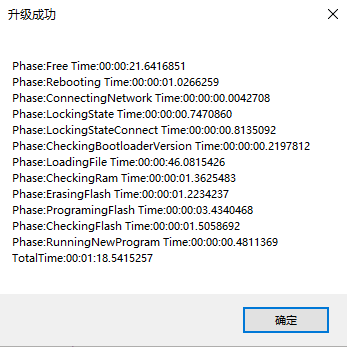 升级成功
Phase:Free Time:00:00:21.6416851
Phase:Rebooting Time:00:00:01.0266259
Phase:ConnectingNetwork Time:00:00:00.0042708
Phase:LockingState Time:00:00:00.7470860
Phase:LockingStateConnect Time:00:00:00.8135092
Phase:CheckingBootloaderVersion Time:00:00:00.2197812
Phase:LoadingFile Time:00:00:46.0815426
Phase:CheckingRam Time:00:00:01.3625483
Phase:ErasingFlash Time:00:00:01.2234237
Phase:ProgramingFlash Time:00:00:03.4340468
Phase:CheckingFlash Time:00:00:01.5058692
Phase:RunningNewProgram Time:00:00:00.4811369
TotalTime:00:01:18.5415257
确定